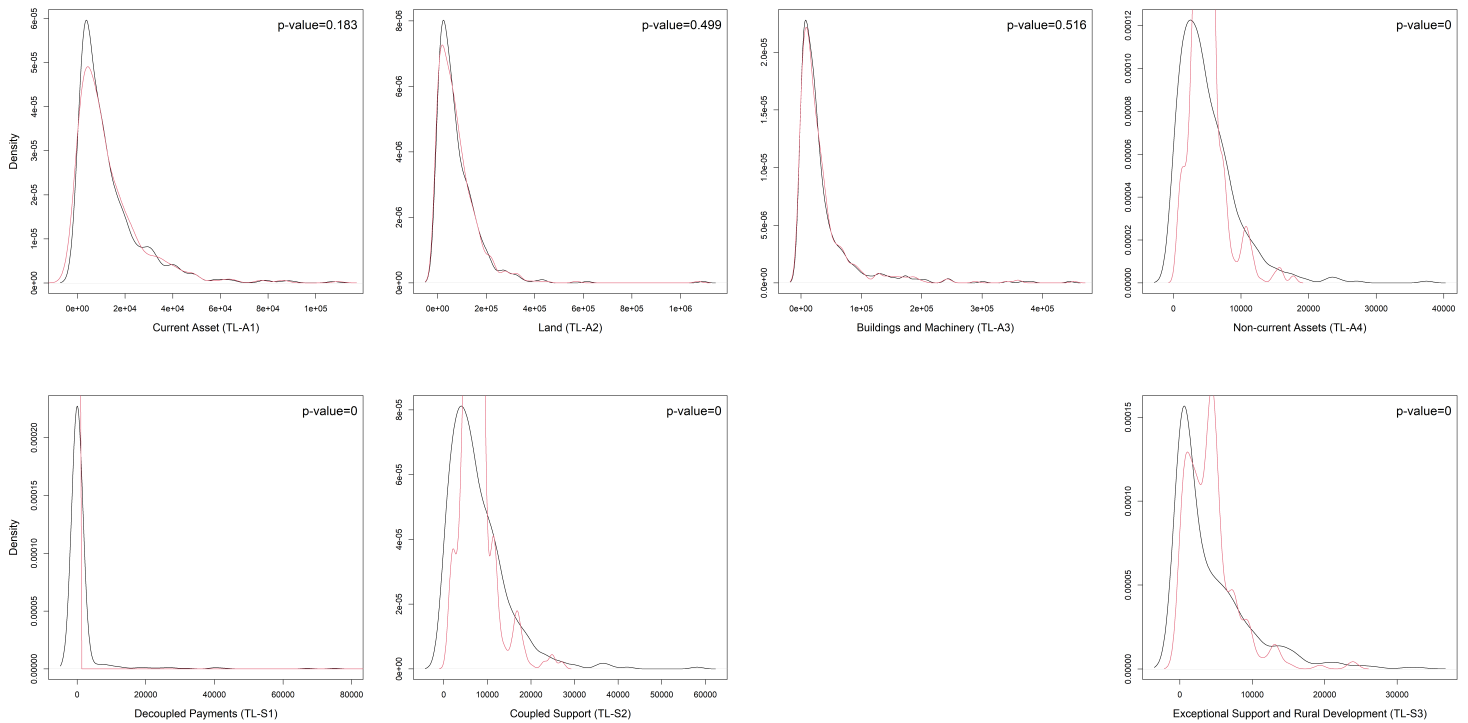 p-value=0.183
Density
0e+00 1e-05 2e-05 3e-05 4e-05 5e-05 6e-05
0e+00 2e+04 4e+04 6e+04 8e+04 1e+05
Current Asset (TL-A1)
p-value=0.499
0e+00 2e-06 4e-06 6e-06 8e-06
0e+00 2e+05 4e+05 6e+05 8e+05 1e+06
Land (TL-A2)
p-value=0.516
0.0e+00 5.0e-06 1.0e-05 1.5e-05 2.0e-05
0e+00 1e+05 2e+05 3e+05 4e+05
Buildings and Machinery (TL-A3)
p-value=0
0.00000 0.00002 0.00004 0.00006 0.00008 0.00010 0.00012
0 10000 20000 30000 40000
Non-current Assets (TL-A4)
p-value=0
Density
0.00000 0.00005 0.00010 0.00015 0.00020
0 20000 40000 60000 80000
Decoupled Payments (TL-S1)
p-value=0
0e+00 2e-05 4e-05 6e-05 8e-05
0 10000 20000 30000 40000 50000 60000
Coupled Support (TL-S2)
p-value=0
0.00000 0.00005 0.00010 0.00015
0 10000 20000 30000
Exceptional Support and Rural Development (TL-S3)